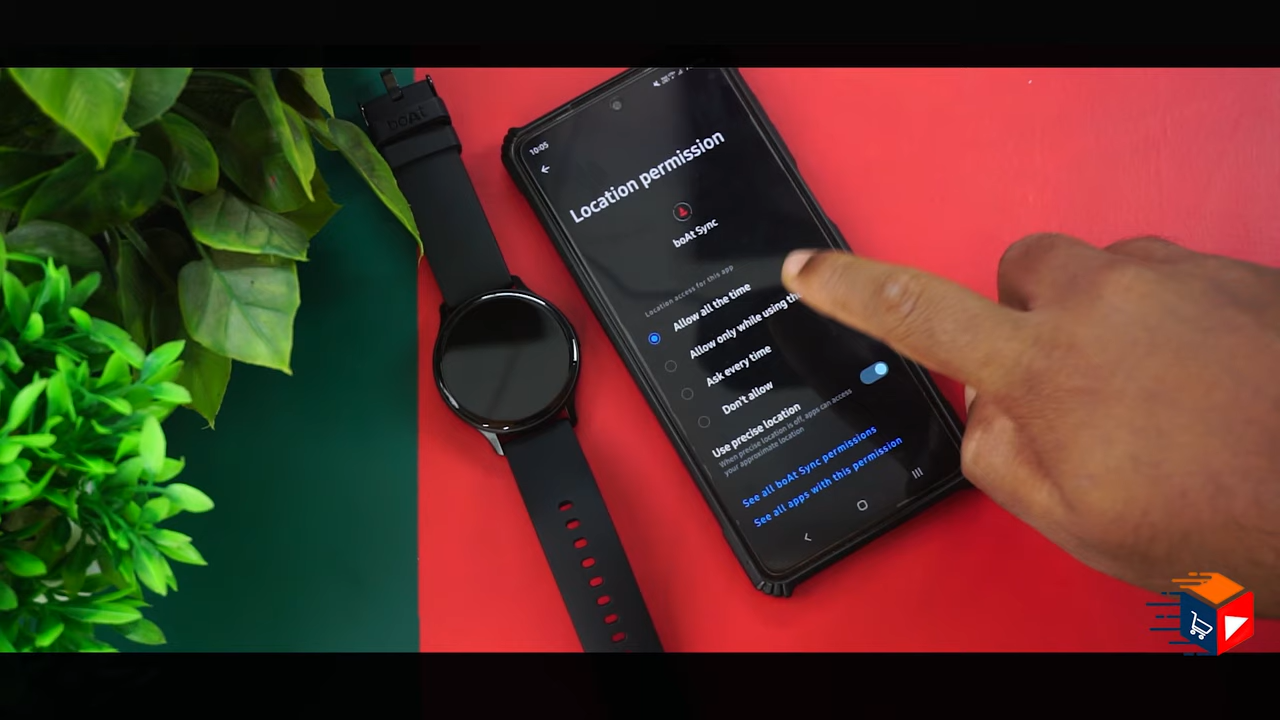 boAt
10:05
Location permission
boAt Sync
Location access for this app
Allow all the time
Allow only while using the
Ask every time
Don't allow
Use precise location
When precise location is off, apps can access
your approximate location
See all boAt Sync permissions
See all apps with this permission